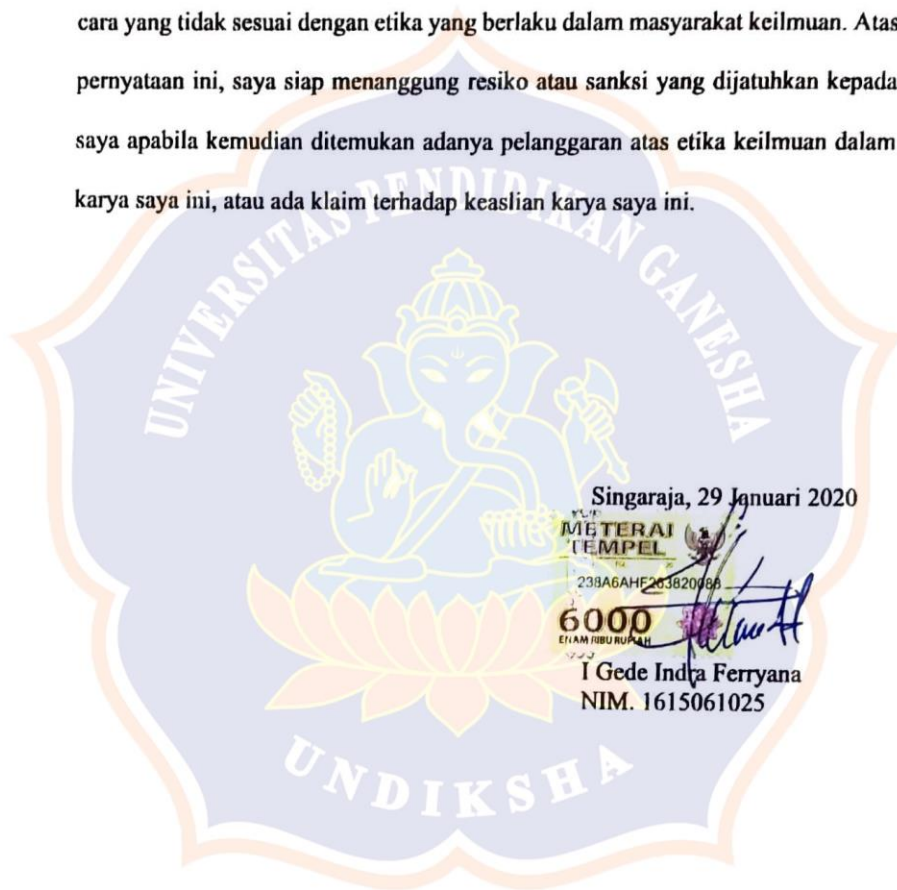 cara yang tidak sesuai dengan etika yang berlaku dalam masyarakat keilmuan. Atas
pernyataan ini, saya siap menanggung resiko atau sanksi yang dijatuhkan kepada
saya apabila kemudian ditemukan adanya pelanggaran atas etika keilmuan dalam
karya saya ini, atau ada klaim terhadap keaslian karya saya ini.
UNIVERSITAS PENDIDIKAN GANESHA
Singaraja, 29 Januari 2020
METERAI
TEMPEL
238A6AHF263820088
6000
ENAM RIBU RUPIAH
I Gede Indra Ferryana
NIM. 1615061025
UNDIKSHA